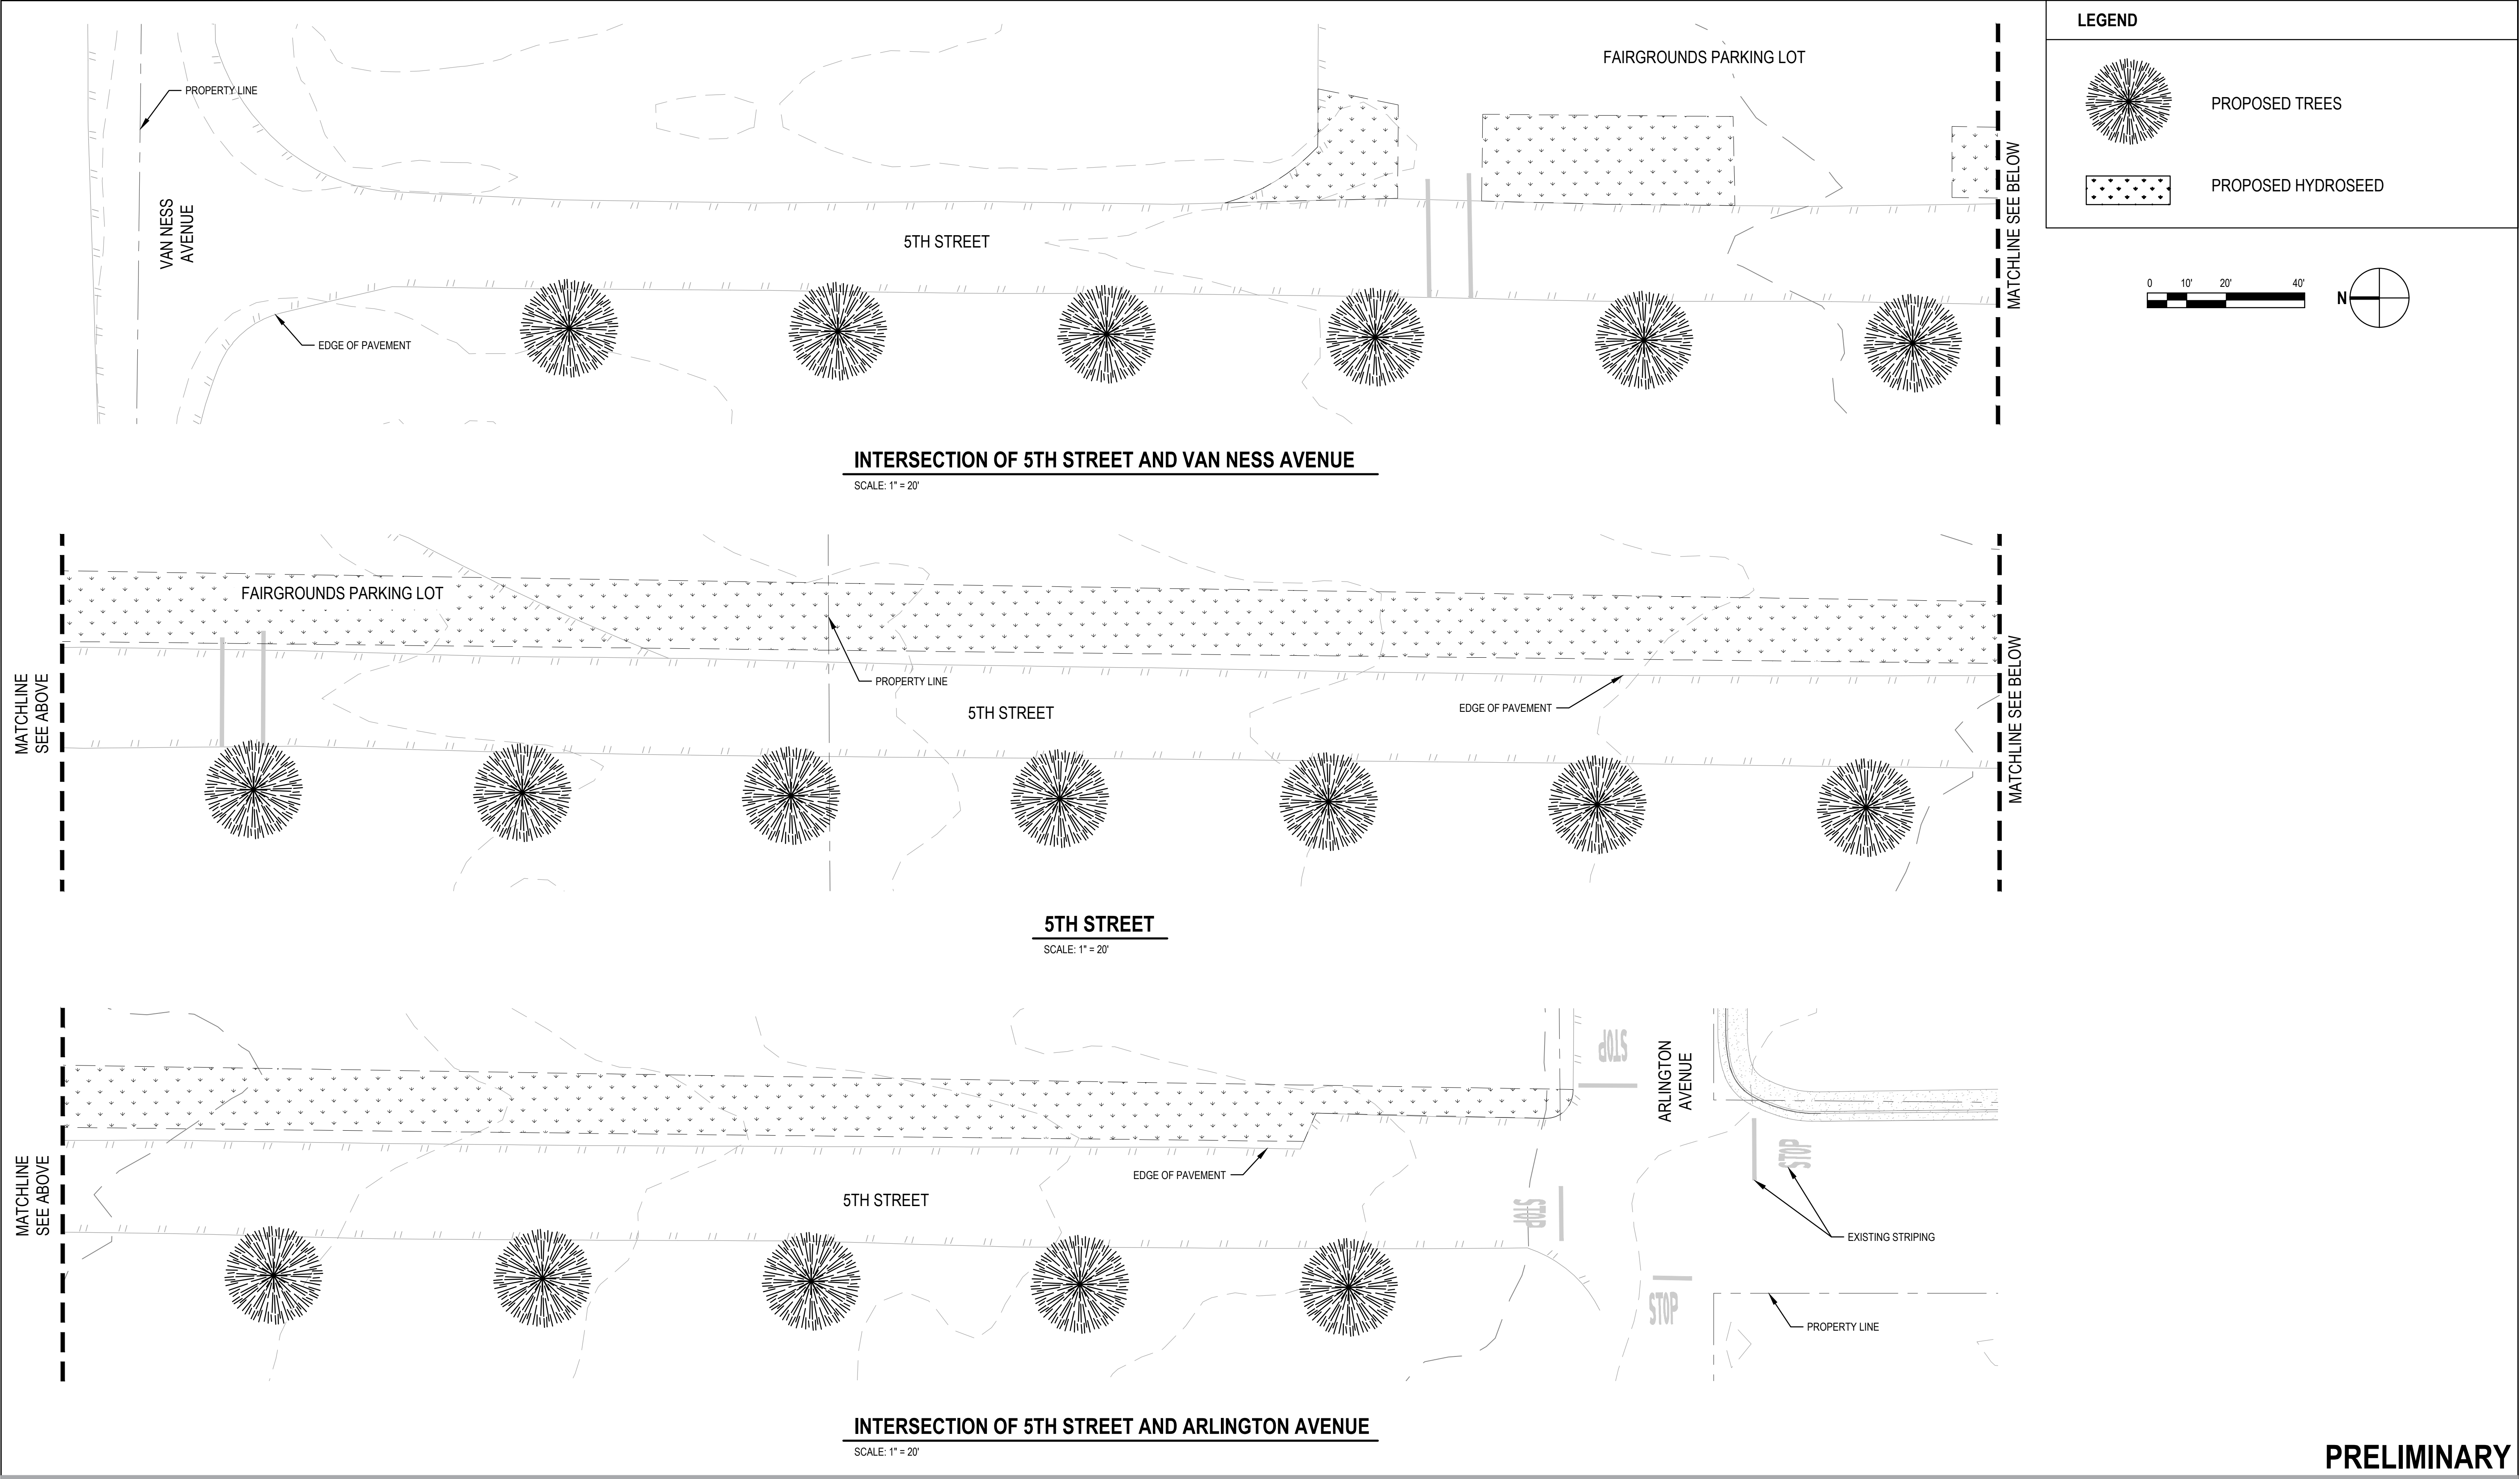 LEGEND
PROPOSED TREES
PROPOSED HYDROSEED
0 10' 20' 40'
N
FAIRGROUNDS PARKING LOT
PROPERTY LINE
VAN NESS
AVENUE
5TH STREET
EDGE OF PAVEMENT
MATCHLINE SEE BELOW
INTERSECTION OF 5TH STREET AND VAN NESS AVENUE
SCALE: 1" = 20'
MATCHLINE
SEE ABOVE
FAIRGROUNDS PARKING LOT
PROPERTY LINE
5TH STREET
EDGE OF PAVEMENT
MATCHLINE SEE BELOW
5TH STREET
SCALE: 1" = 20'
MATCHLINE
SEE ABOVE
STOP
ARLINGTON
AVENUE
STOP
EDGE OF PAVEMENT
5TH STREET
STOP
EXISTING STRIPING
STOP
PROPERTY LINE
INTERSECTION OF 5TH STREET AND ARLINGTON AVENUE
SCALE: 1" = 20'
PRELIMINARY